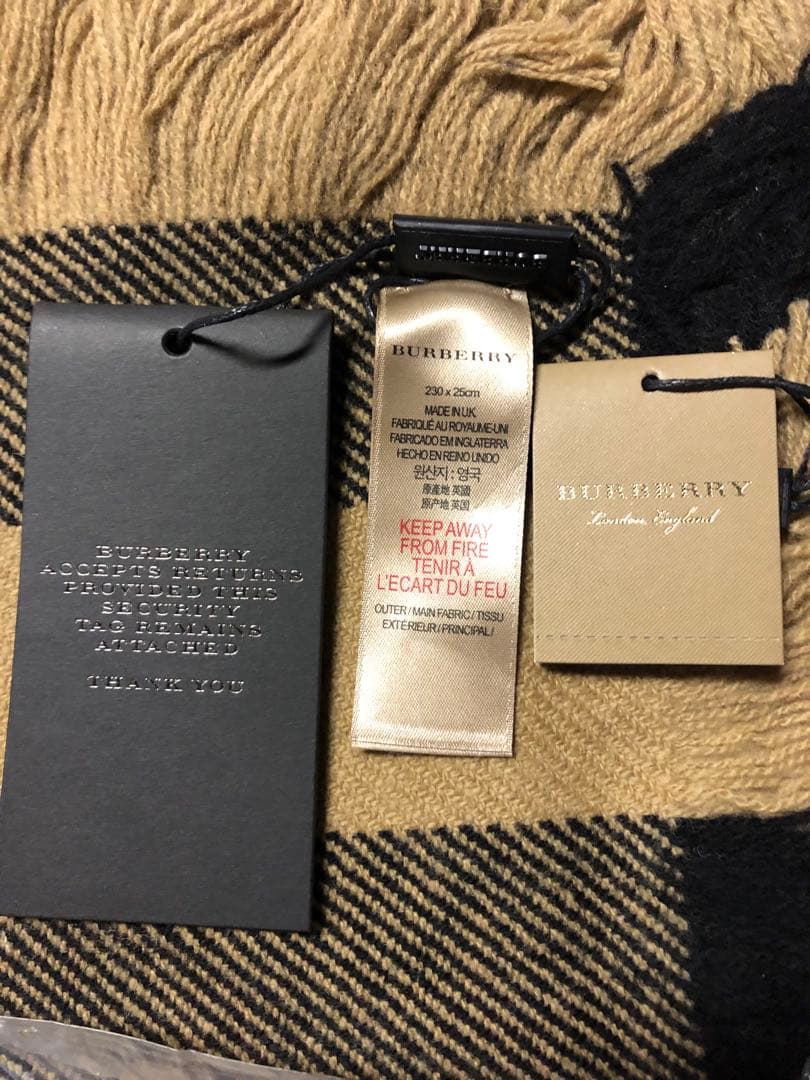 BURBERRY
ACCEPTS RETURNS
PROVIDED THIS
SECURITY
TAG REMAINS
ATTACHED
THANK YOU
BURBERRY
230 x 25cm
MADE IN U.K
FABRIQUÉ AU ROYAUME-UNI
FABRICADO EM INGLATERRA
HECHO EN REINO UNIDO
원산지: 영국
原產地 英國
原产地 英国
KEEP AWAY
FROM FIRE
TENIR À
L'ECART DU FEU
OUTER / MAIN FABRIC / TISSU
EXTÉRIEUR / PRINCIPAL /
BURBERRY
London, England